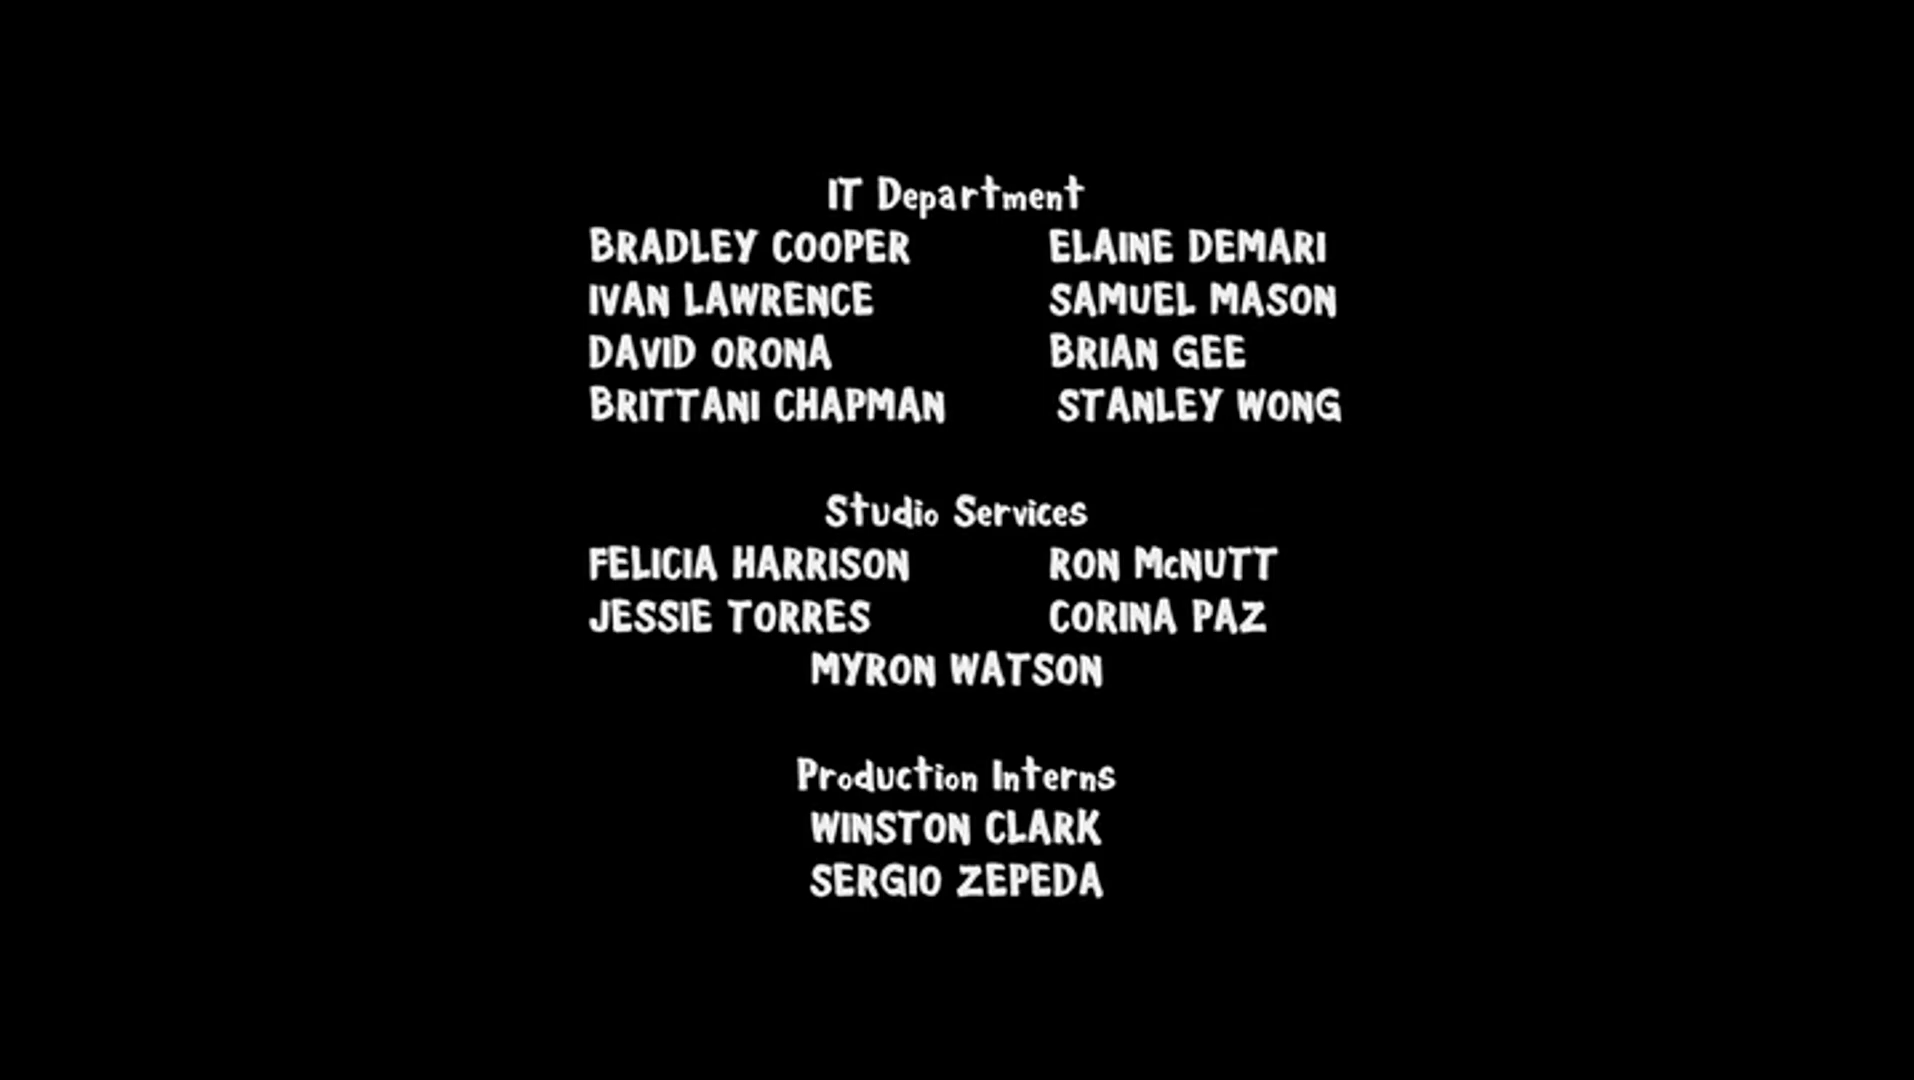 IT Department
BRADLEY COOPER ELAINE DEMARI
IVAN LAWRENCE SAMUEL MASON
DAVID ORONA BRIAN GEE
BRITTANI CHAPMAN STANLEY WONG
Studio Services
FELICIA HARRISON RON McNUTT
JESSIE TORRES CORINA PAZ
MYRON WATSON
Production Interns
WINSTON CLARK
SERGIO ZEPEDA